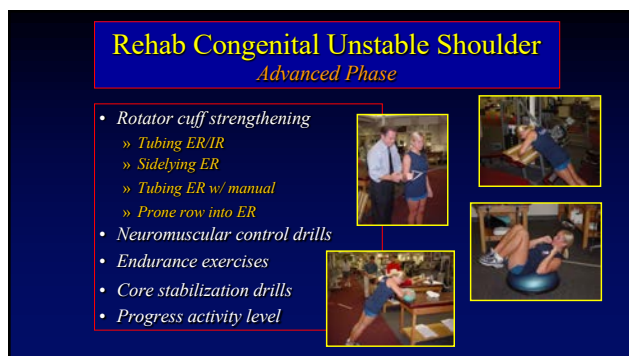 Rehab Congenital Unstable Shoulder
Advanced Phase
• Rotator cuff strengthening
» Tubing ER/IR
» Sidelying ER
» Tubing ER w/ manual
» Prone row into ER
• Neuromuscular control drills
• Endurance exercises
• Core stabilization drills
• Progress activity level